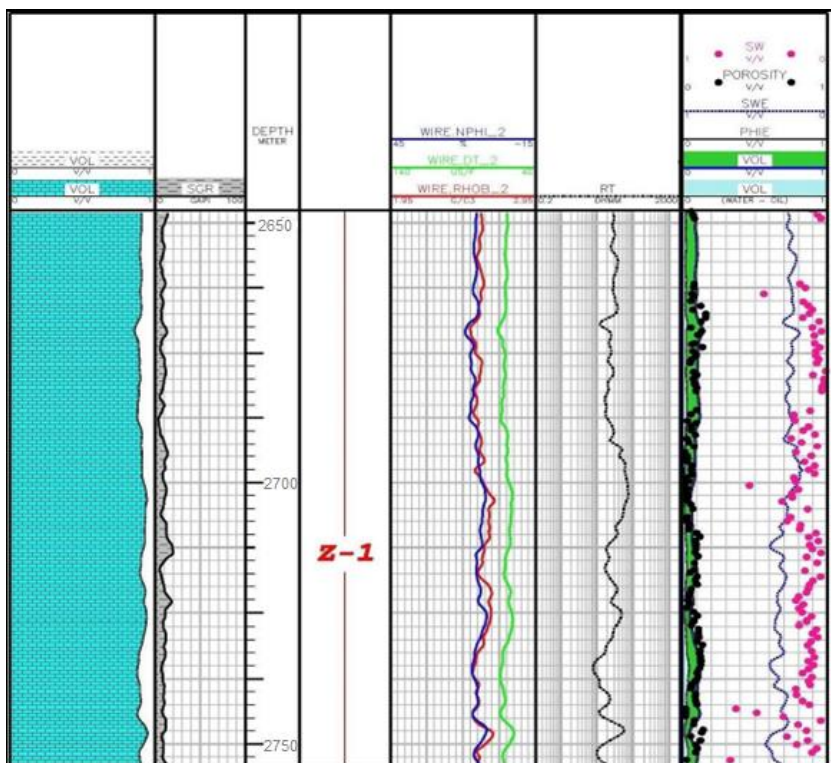 VOL
0 V/V 1
VOL
0 V/V 1
SGR
0 GAPI 100
DEPTH
METER
WIRE.NPHI_2
45 % -15
WIRE.DT_2
140 US/F 40
WIRE.RHOB_2
1.95 G/C3 2.95
RT
0.2 OHMM 2000
SW
1 V/V 0
POROSITY
0 V/V 1
SWE
1 V/V 0
PHIE
0 V/V 1
VOL
VOL
0 (WATER - OIL) 1
2650
2700
Z-1
2750